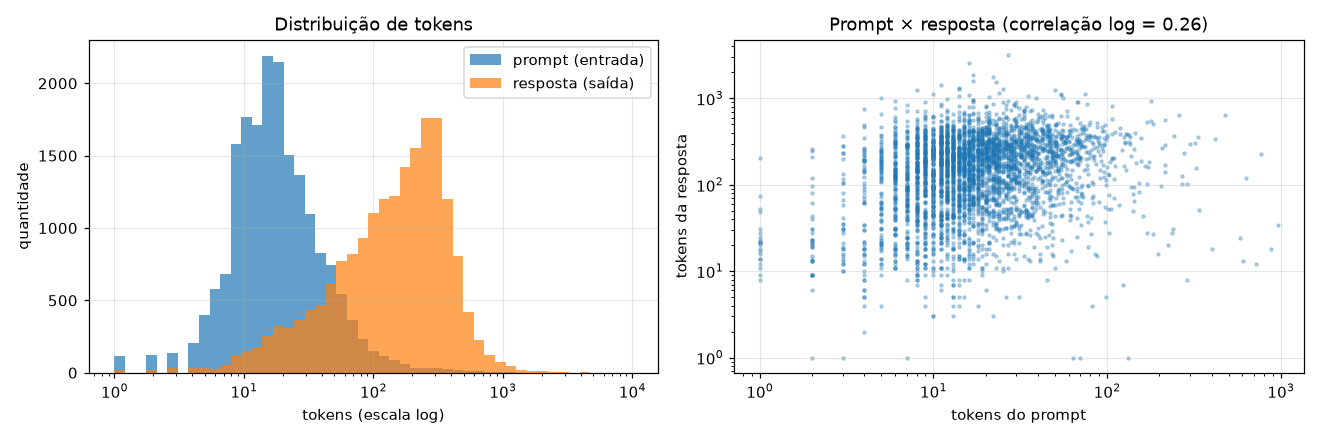 Distribuição de tokens
prompt (entrada)
resposta (saída)
quantidade
2000
1500
1000
500
0
10⁰
10¹
10²
10³
10⁴
tokens (escala log)
Prompt × resposta (correlação log = 0.26)
tokens da resposta
10³
10²
10¹
10⁰
10⁰
10¹
10²
10³
tokens do prompt